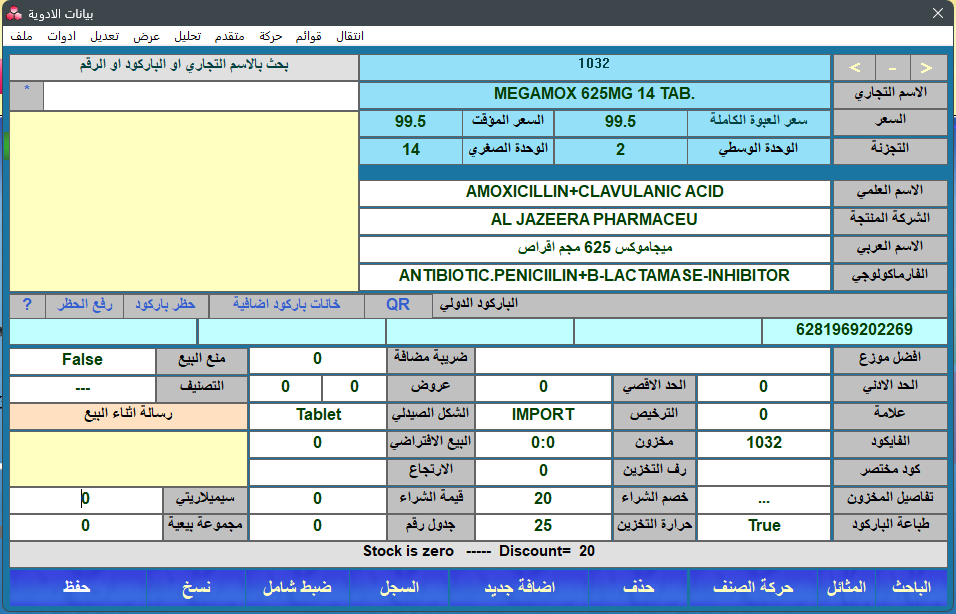 بيانات الادوية
ملف ادوات تعديل عرض تحليل متقدم حركة قوائم انتقال
بحث بالاسم التجاري او الباركود او الرقم
*
< - >
1032
الاسم التجاري MEGAMOX 625MG 14 TAB.
السعر سعر العبوة الكاملة 99.5 السعر المؤقت 99.5
التجزئة الوحدة الوسطي 2 الوحدة الصغري 14
الاسم العلمي AMOXICILLIN+CLAVULANIC ACID
الشركة المنتجة AL JAZEERA PHARMACEU
الاسم العربي ميجاموكس 625 مجم اقراص
الفارماكولوجي ANTIBIOTIC.PENICIILIN+B-LACTAMASE-INHIBITOR
الباركود الدولي QR خانات باركود اضافية حظر باركود رفع الحظر ?
6281969202269
افضل موزع ضريبة مضافة 0 منع البيع False
الحد الادني 0 الحد الاقصي 0 عروض 0 0 التصنيف ---
علامة 0 الترخيص IMPORT الشكل الصيدلي Tablet رسالة اثناء البيع
الفايكود 1032 مخزون 0:0 البيع الافتراضي 0
كود مختصر رف التخزين 0 الارتجاع
تفاصيل المخزون ... خصم الشراء 20 قيمة الشراء 0 سيميلاريتي 0
طباعة الباركود True حرارة التخزين 25 جدول رقم 0 مجموعة بيعية 0
Stock is zero ----- Discount= 20
الباحث المثائل حركة الصنف حذف اضافة جديد السجل ضبط شامل نسخ حفظ